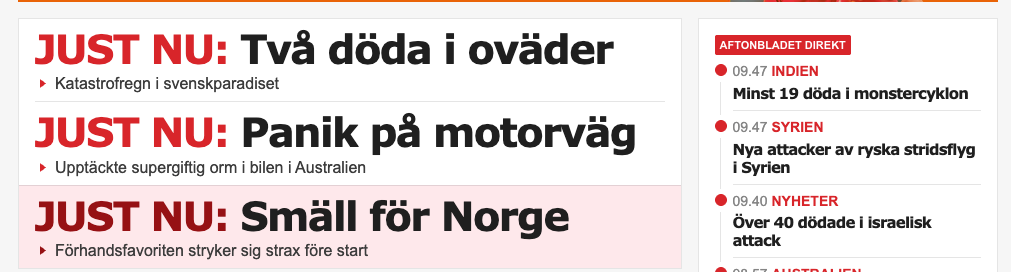 JUST NU: Två döda i oväder
Katastrofregn i svenskparadiset
JUST NU: Panik på motorväg
Upptäckte supergiftig orm i bilen i Australien
JUST NU: Smäll för Norge
Förhandsfavoriten stryker sig strax före start
AFTONBLADET DIREKT
09.47 INDIEN
Minst 19 döda i monstercyklon
09.47 SYRIEN
Nya attacker av ryska stridsflyg
i Syrien
09.40 NYHETER
Över 40 dödade i israelisk
attack
08.57 AUSTRALIEN